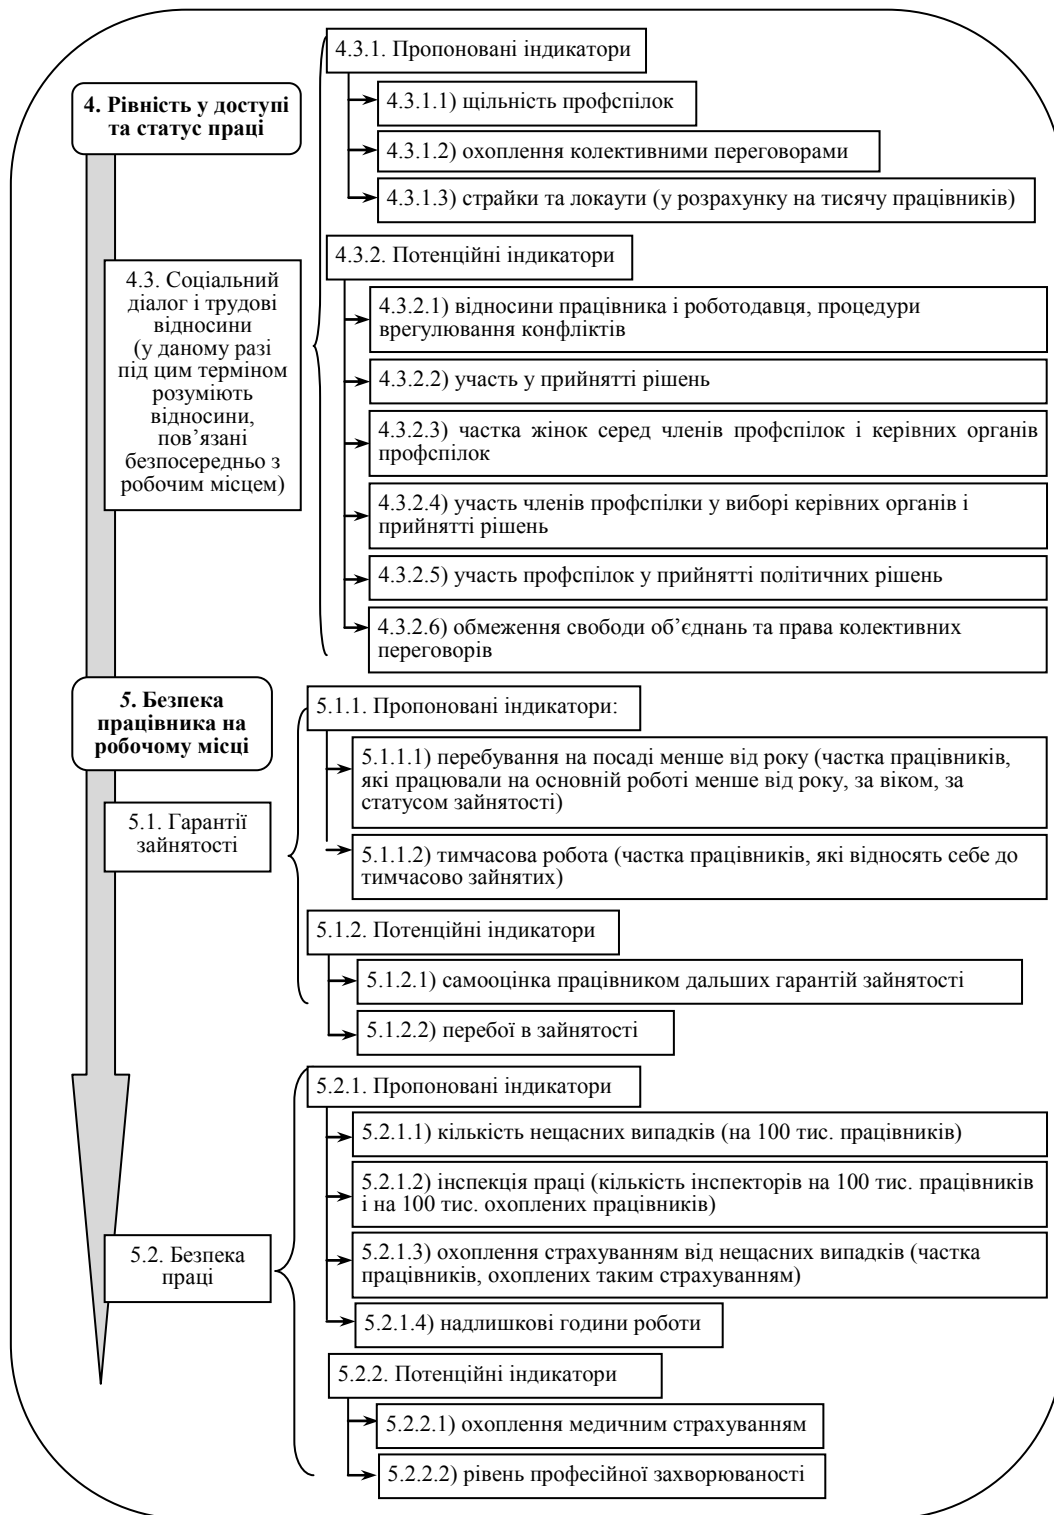 4. Рівність у доступі
та статус праці
4.3. Соціальний
діалог і трудові
відносини
(у даному разі
під цим терміном
розуміють
відносини,
пов’язані
безпосередньо з
робочим місцем)
4.3.1. Пропоновані індикатори
4.3.1.1) щільність профспілок
4.3.1.2) охоплення колективними переговорами
4.3.1.3) страйки та локаути (у розрахунку на тисячу працівників)
4.3.2. Потенційні індикатори
4.3.2.1) відносини працівника і роботодавця, процедури
врегулювання конфліктів
4.3.2.2) участь у прийнятті рішень
4.3.2.3) частка жінок серед членів профспілок і керівних органів
профспілок
4.3.2.4) участь членів профспілки у виборі керівних органів і
прийнятті рішень
4.3.2.5) участь профспілок у прийнятті політичних рішень
4.3.2.6) обмеження свободи об’єднань та права колективних
переговорів
5. Безпека
працівника на
робочому місці
5.1. Гарантії
зайнятості
5.1.1. Пропоновані індикатори:
5.1.1.1) перебування на посаді менше від року (частка працівників,
які працювали на основній роботі менше від року, за віком, за
статусом зайнятості)
5.1.1.2) тимчасова робота (частка працівників, які відносять себе до
тимчасово зайнятих)
5.1.2. Потенційні індикатори
5.1.2.1) самооцінка працівником дальших гарантій зайнятості
5.1.2.2) перебої в зайнятості
5.2. Безпека
праці
5.2.1. Пропоновані індикатори
5.2.1.1) кількість нещасних випадків (на 100 тис. працівників)
5.2.1.2) інспекція праці (кількість інспекторів на 100 тис. працівників
і на 100 тис. охоплених працівників)
5.2.1.3) охоплення страхуванням від нещасних випадків (частка
працівників, охоплених таким страхуванням)
5.2.1.4) надлишкові години роботи
5.2.2. Потенційні індикатори
5.2.2.1) охоплення медичним страхуванням
5.2.2.2) рівень професійної захворюваності